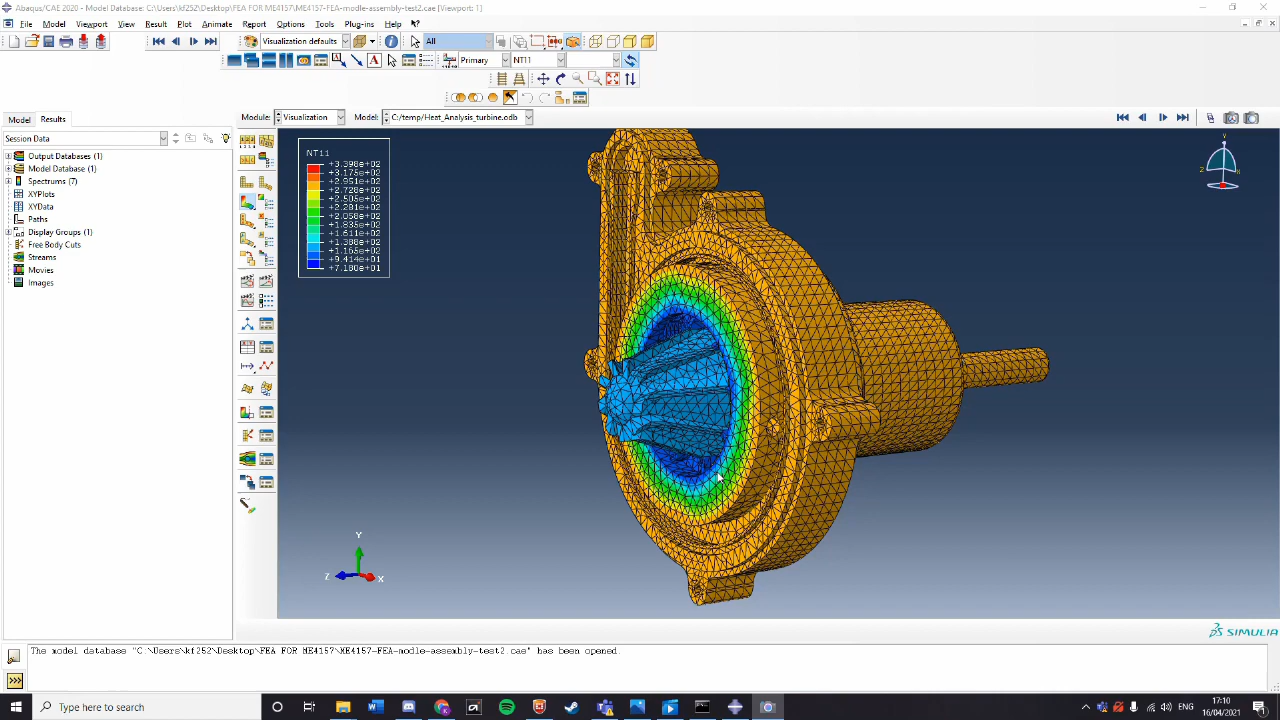 Abaqus/CAE 2020 - Model Database: C:\Users\kf252\Desktop\FEA FOR ME4157\ME4157-FEA-modle-assembly-test2.cae [Viewport: 1]
File Model Viewport View Result Plot Animate Report Options Tools Plug-ins Help
Visualization defaults All
Primary NT11
Model Results Module: Visualization Model: C:/temp/Heat_Analysis_turbine.odb
Session Data
Output Databases (1)
Model Database (1)
Spectrums (7)
XYPlots
XYData
Paths
Display Groups (1)
Free Body Cuts
Streams
Movies
Images
NT11
+3.398e+02
+3.175e+02
+2.951e+02
+2.728e+02
+2.505e+02
+2.281e+02
+2.058e+02
+1.835e+02
+1.611e+02
+1.388e+02
+1.165e+02
+9.414e+01
+7.180e+01
Y
Z
Y
Z
X
SIMULIA
The model database "C:\Users\kf252\Desktop\FEA FOR ME4157\ME4157-FEA-modle-assembly-test2.cae" has been opened.
Type here to search
ENG
17:10
16/04/2021